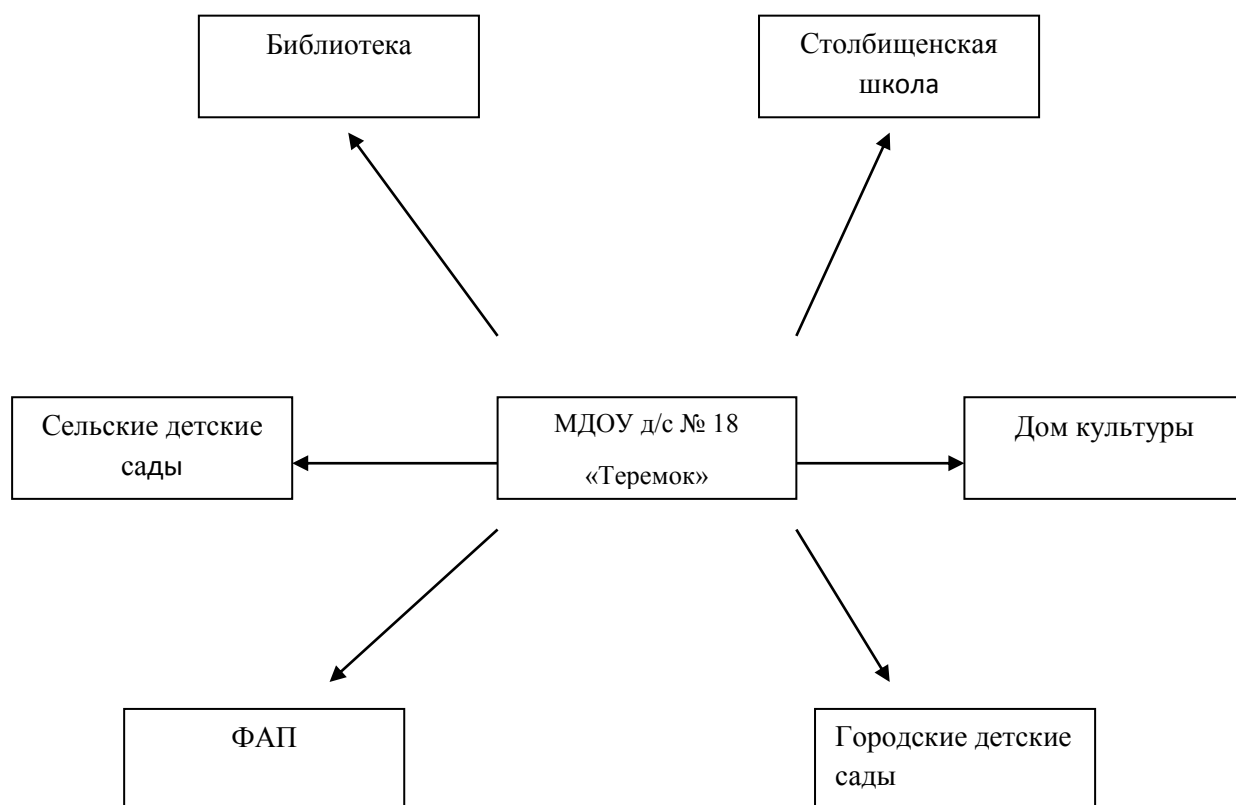 Библиотека
Столбищенская
школа
Сельские детские
сады
МДОУ д/с № 18
«Теремок»
Дом культуры
ФАП
Городские детские
сады